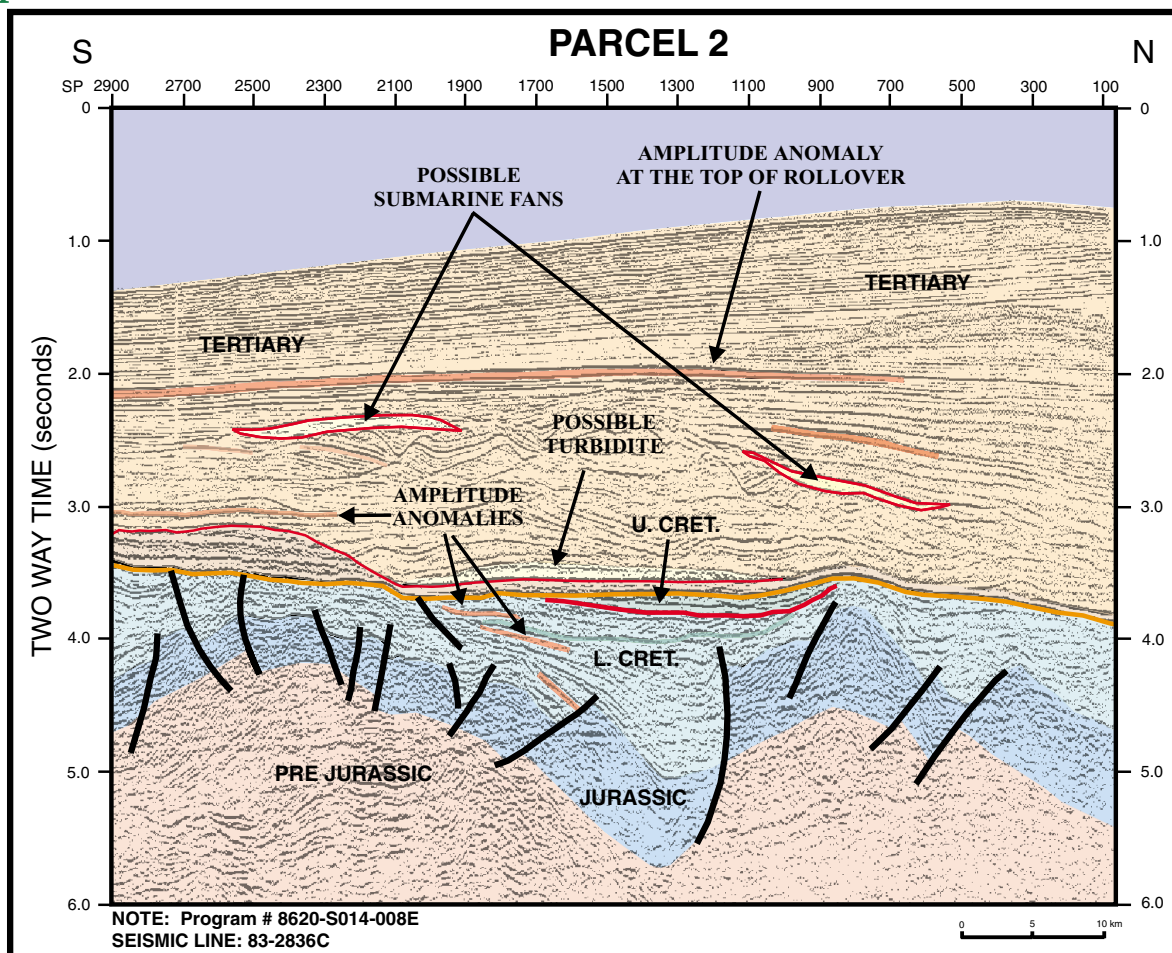 PARCEL 2
S
N
SP 2900 2700 2500 2300 2100 1900 1700 1500 1300 1100 900 700 500 300 100
0
0
POSSIBLE
SUBMARINE FANS
AMPLITUDE ANOMALY
AT THE TOP OF ROLLOVER
1.0
1.0
TERTIARY
TERTIARY
2.0
2.0
TWO WAY TIME (seconds)
POSSIBLE
TURBIDITE
AMPLITUDE
ANOMALIES
3.0
3.0
U. CRET.
4.0
4.0
L. CRET.
PRE JURASSIC
JURASSIC
5.0
5.0
6.0
6.0
NOTE: Program # 8620-S014-008E
SEISMIC LINE: 83-2836C
0 5 10 km